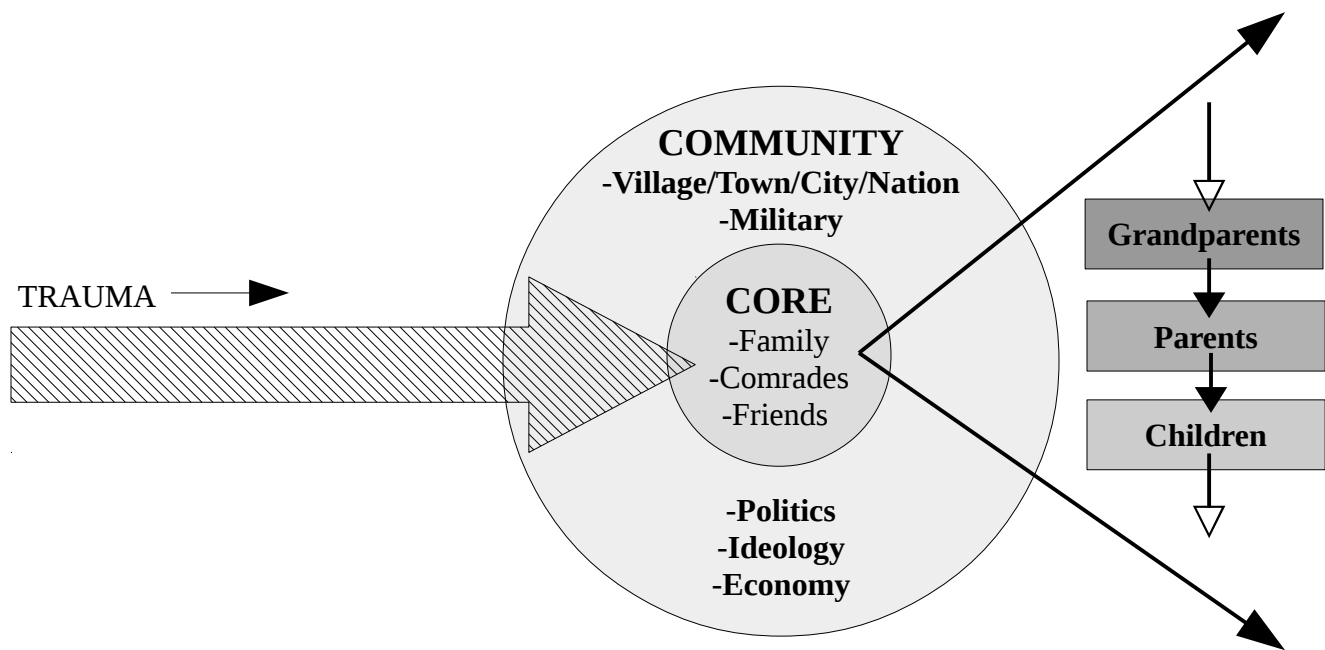 TRAUMA
COMMUNITY
-Village/Town/City/Nation
-Military
CORE
-Family
-Comrades
-Friends
-Politics
-Ideology
-Economy
Grandparents
Parents
Children